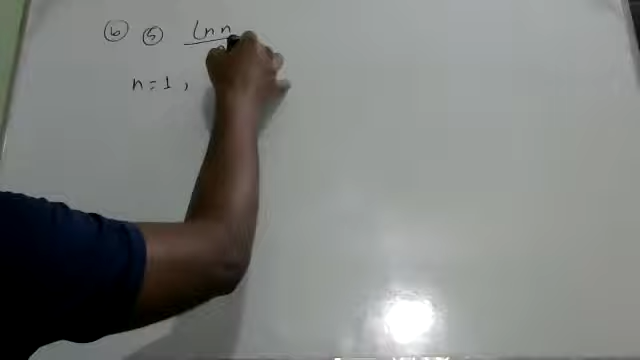 6 5 ln n
n = 1 ,